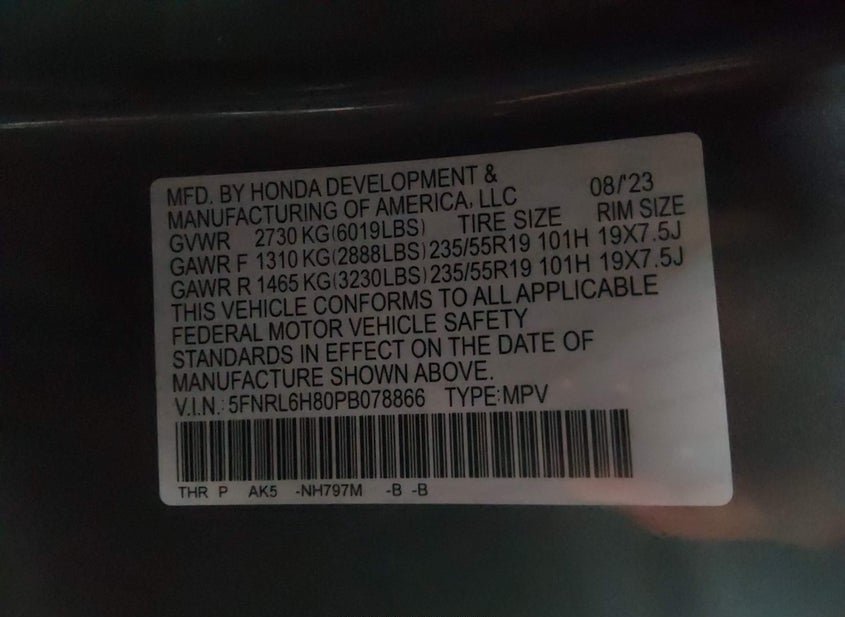 MFD. BY HONDA DEVELOPMENT &
MANUFACTURING OF AMERICA, LLC 08/'23
GVWR 2730 KG(6019LBS) TIRE SIZE RIM SIZE
GAWR F 1310 KG(2888LBS) 235/55R19 101H 19X7.5J
GAWR R 1465 KG(3230LBS) 235/55R19 101H 19X7.5J
THIS VEHICLE CONFORMS TO ALL APPLICABLE
FEDERAL MOTOR VEHICLE SAFETY
STANDARDS IN EFFECT ON THE DATE OF
MANUFACTURE SHOWN ABOVE.
V.I.N.: 5FNRL6H80PB078866 TYPE:MPV
THR P AK5 -NH797M -B -B